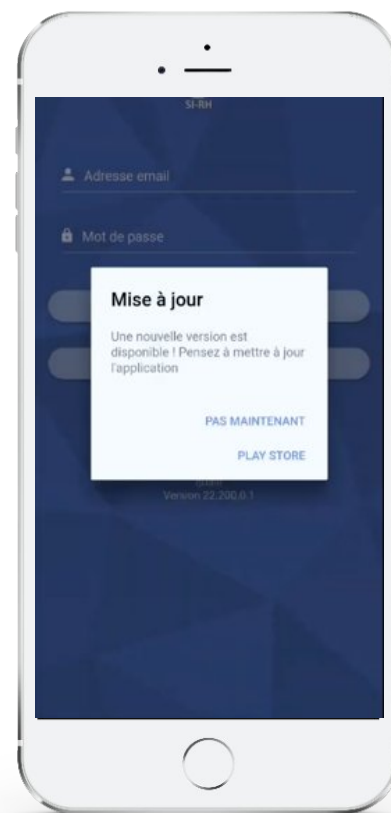 SI-RH
Adresse email
Mot de passe
Mise à jour
Une nouvelle version est
disponible ! Pensez à mettre à jour
l'application
PAS MAINTENANT
PLAY STORE
Version 22.200.0.1